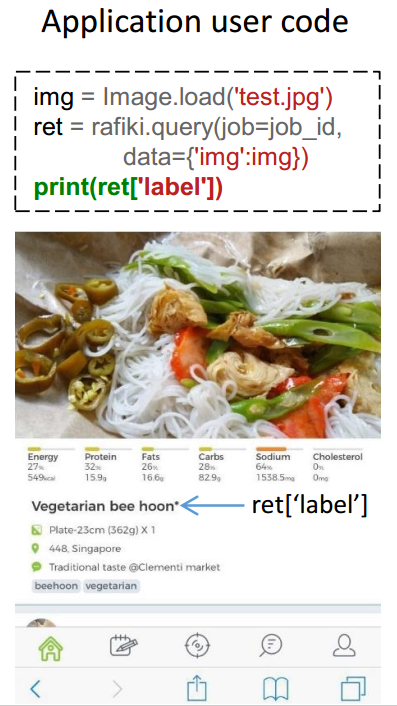 Application user code
img = Image.load('test.jpg')
ret = rafiki.query(job=job_id,
data={'img':img})
print(ret['label'])
Energy Protein Fats Carbs Sodium Cholesterol
27% 32% 26% 28% 64% 0%
549kcal 15.9g 16.6g 82.9g 1538.5mg 0mg
Vegetarian bee hoon* ret[‘label’]
Plate-23cm (362g) X 1
448, Singapore
Traditional taste @Clementi market
beehoon vegetarian